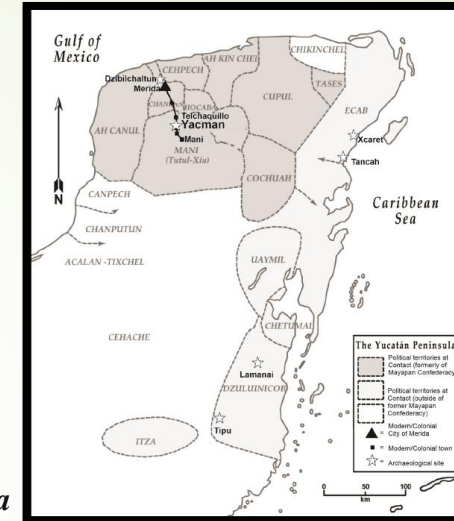 Gulf of
Mexico
CHIKINCHEL
AH KIN CHEL
CEHPECH
Dzibilchaltun
Merida
TASES
CUPUL
HOCABA
Telchaquillo
Yacman
ECAB
Xcaret
AH CANUL
Mani
MANI
(Tutul-Xiu)
Tancah
COCHUAH
N
CANPECH
Caribbean
Sea
CHANPUTUN
ACALAN -TIXCHEL
UAYMIL
CHETUMAL
CEHACHE
Lamanai
DZULUINICOB
Tipu
ITZA
The Yucatán Peninsula
Political territories at
Contact (formerly of
Mayapan Confederacy)
Political territories at
Contact (outside of
former Mayapan
Confederacy)
Modern/Colonial
City of Merida
= Modern/Colonial town
= Archaeological site
0 50 100
km
a